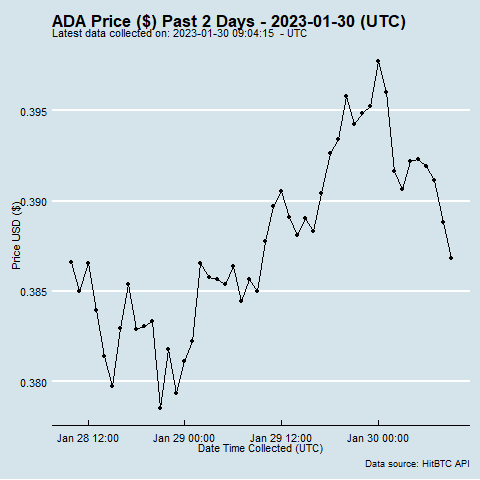 ADA Price ($) Past 2 Days - 2023-01-30 (UTC)
Latest data collected on: 2023-01-30 09:04:15 - UTC
0.395
0.390
0.385
0.380
Price USD ($)
Jan 28 12:00
Jan 29 00:00
Jan 29 12:00
Jan 30 00:00
Date Time Collected (UTC)
Data source: HitBTC API